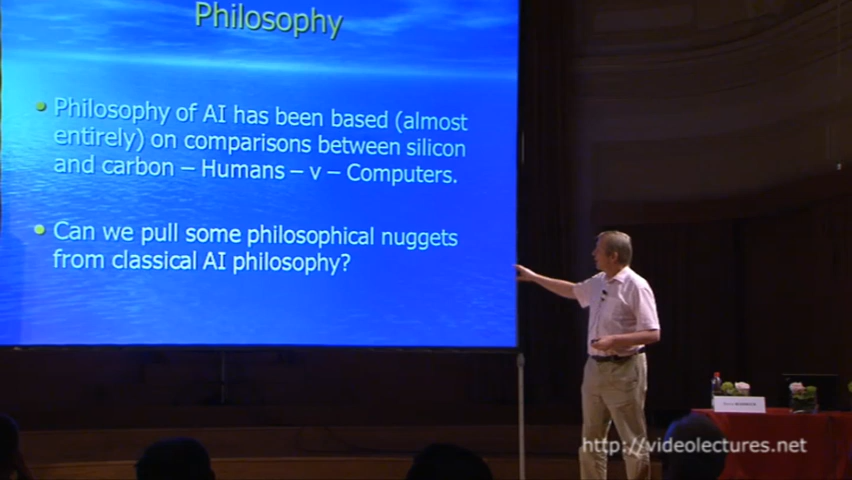 Philosophy
Philosophy of AI has been based (almost
entirely) on comparisons between silicon
and carbon – Humans – v – Computers.
Can we pull some philosophical nuggets
from classical AI philosophy?
http://videolectures.net